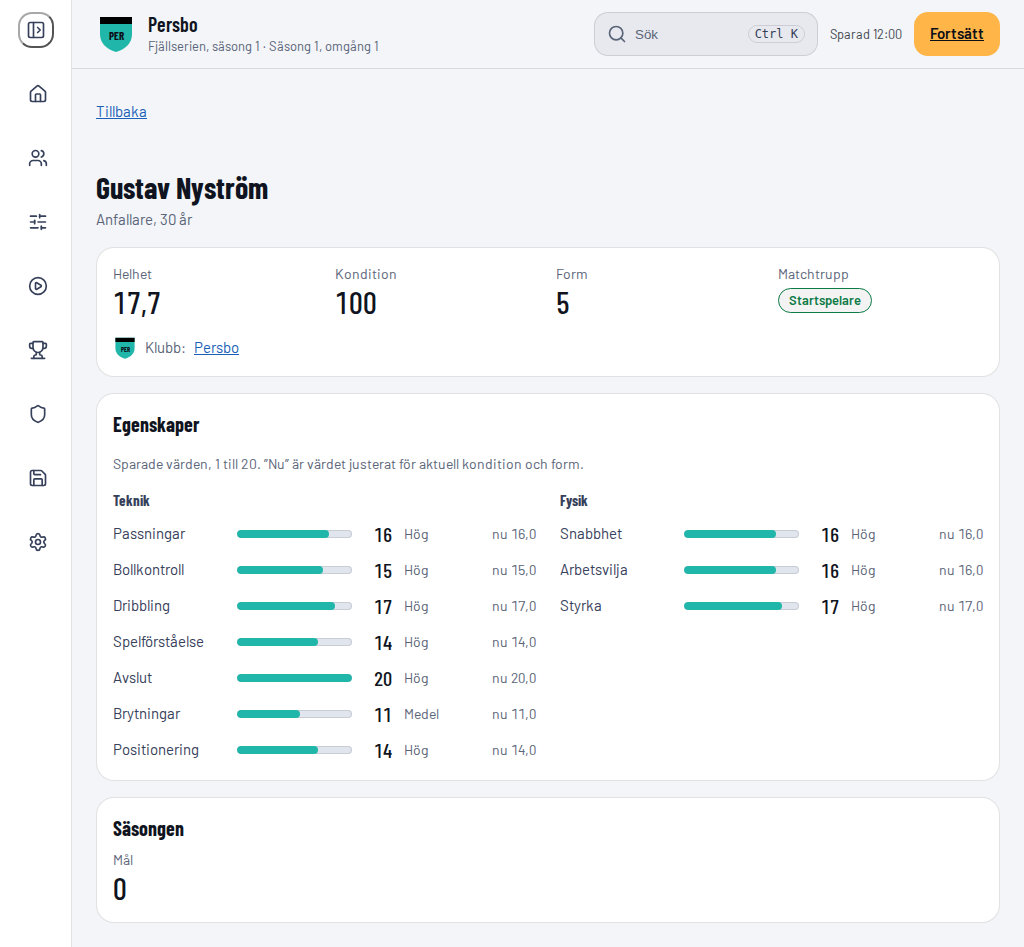 PER
Persbo
Fjällserien, säsong 1 · Säsong 1, omgång 1
Sök
Ctrl K
Sparad 12:00
Fortsätt
Tillbaka
Gustav Nyström
Anfallare, 30 år
Helhet
17,7
Kondition
100
Form
5
Matchtrupp
Startspelare
PER
Klubb: Persbo
Egenskaper
Sparade värden, 1 till 20. ”Nu” är värdet justerat för aktuell kondition och form.
Teknik
Passningar 16 Hög nu 16,0
Bollkontroll 15 Hög nu 15,0
Dribbling 17 Hög nu 17,0
Spelförståelse 14 Hög nu 14,0
Avslut 20 Hög nu 20,0
Brytningar 11 Medel nu 11,0
Positionering 14 Hög nu 14,0
Fysik
Snabbhet 16 Hög nu 16,0
Arbetsvilja 16 Hög nu 16,0
Styrka 17 Hög nu 17,0
Säsongen
Mål
0